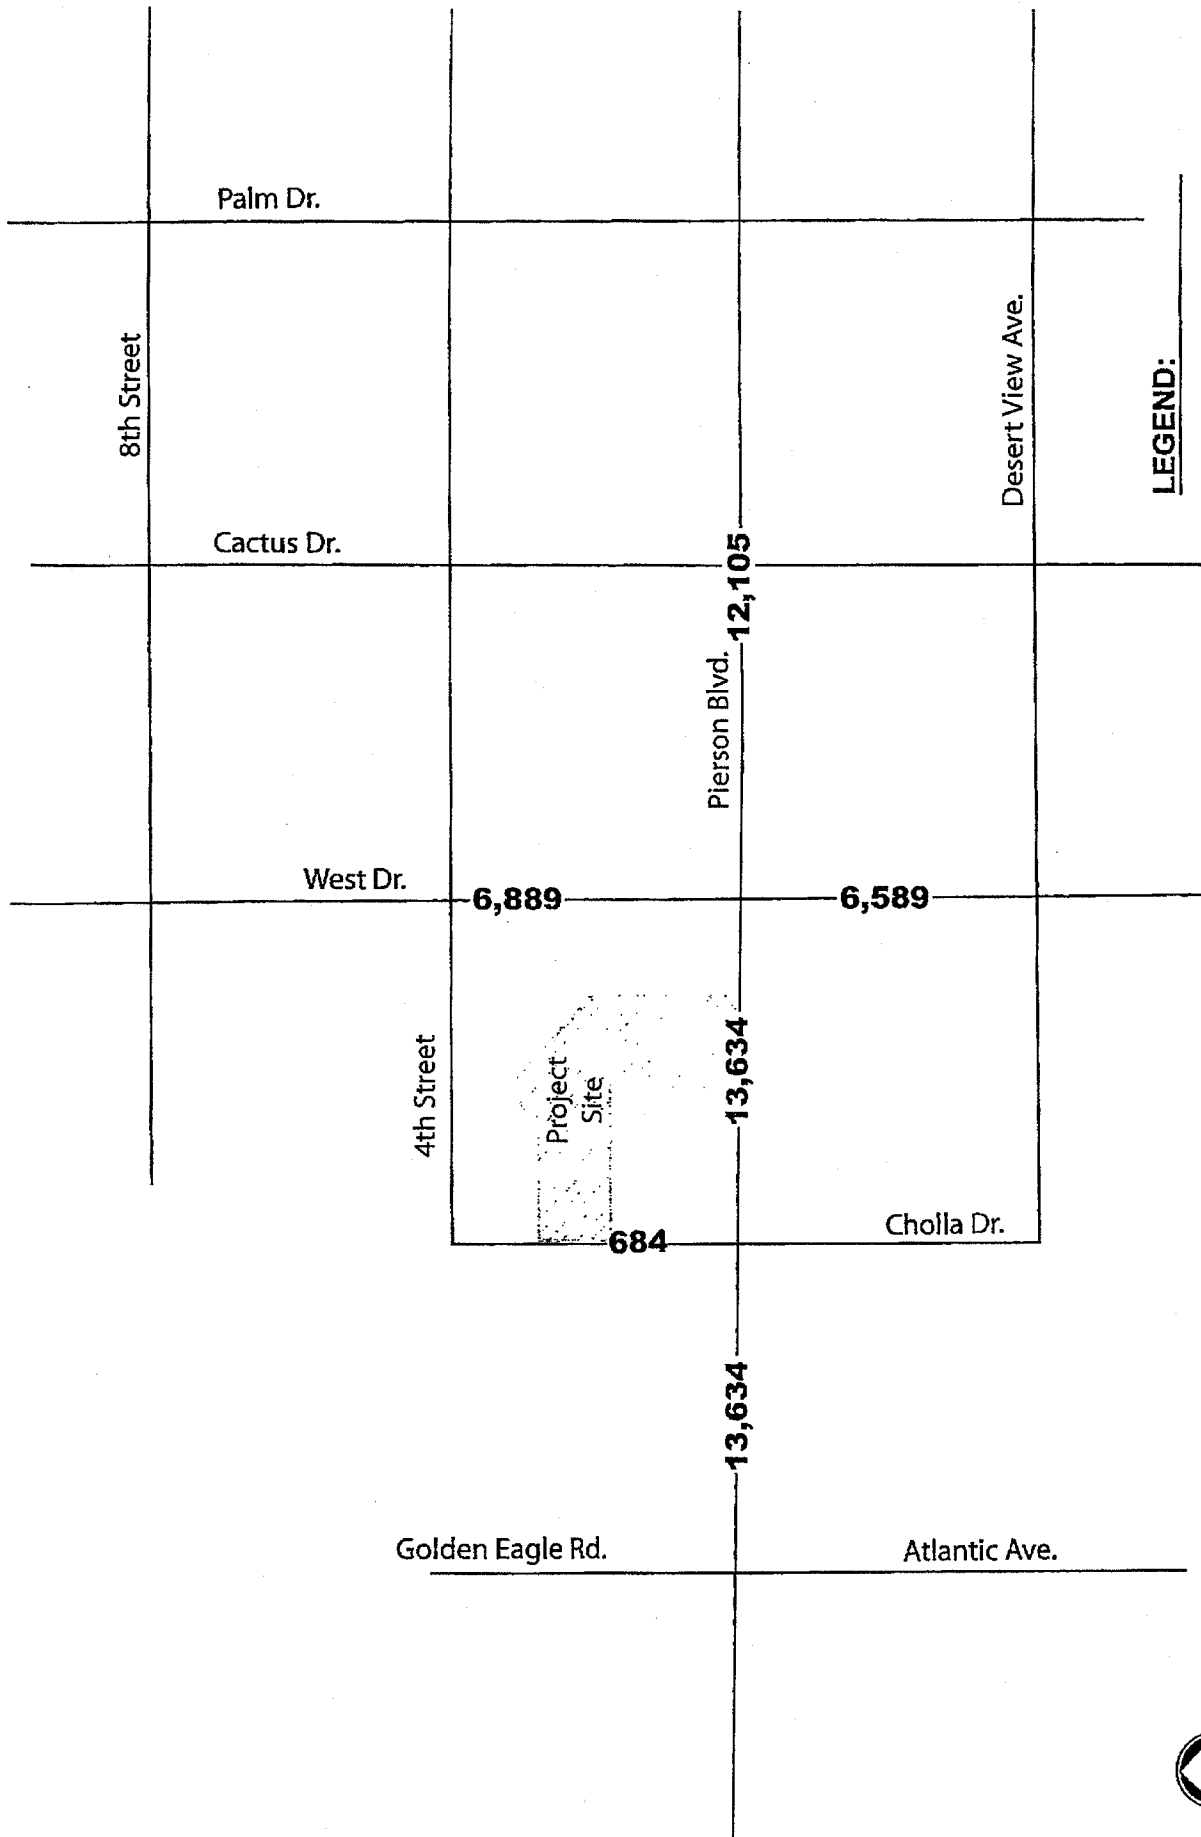 Palm Dr.
8th Street
Desert View Ave.
LEGEND:
Cactus Dr.
12,105
Pierson Blvd.
West Dr.
6,889
6,589
4th Street
Project
Site
13,634
Cholla Dr.
684
13,634
Golden Eagle Rd.
Atlantic Ave.